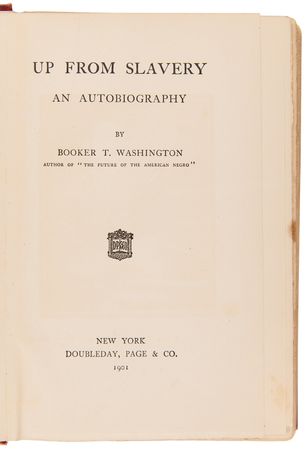 UP FROM SLAVERY
AN AUTOBIOGRAPHY
BY
BOOKER T. WASHINGTON
AUTHOR OF "THE FUTURE OF THE AMERICAN NEGRO"
NEW YORK
DOUBLEDAY, PAGE & CO.
1901